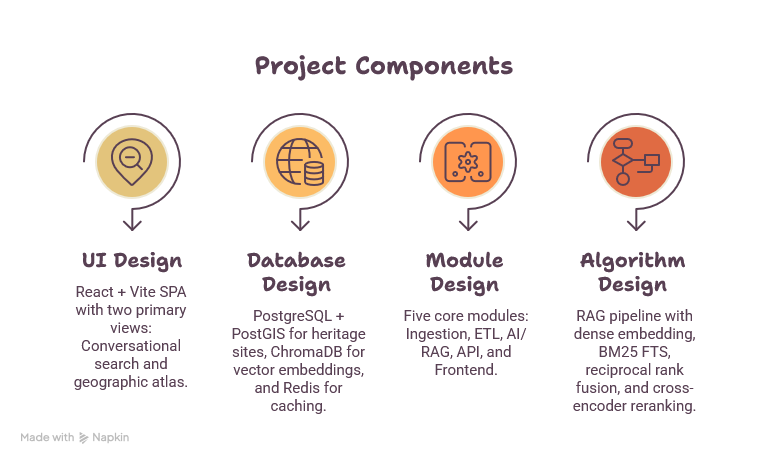 Project Components
UI Design
React + Vite SPA
with two primary
views:
Conversational
search and
geographic atlas.
Database
Design
PostgreSQL +
PostGIS for heritage
sites, ChromaDB for
vector embeddings,
and Redis for
caching.
Module
Design
Five core modules:
Ingestion, ETL, AI/
RAG, API, and
Frontend.
Algorithm
Design
RAG pipeline with
dense embedding,
BM25 FTS,
reciprocal rank
fusion, and cross-
encoder reranking.
Made with Napkin